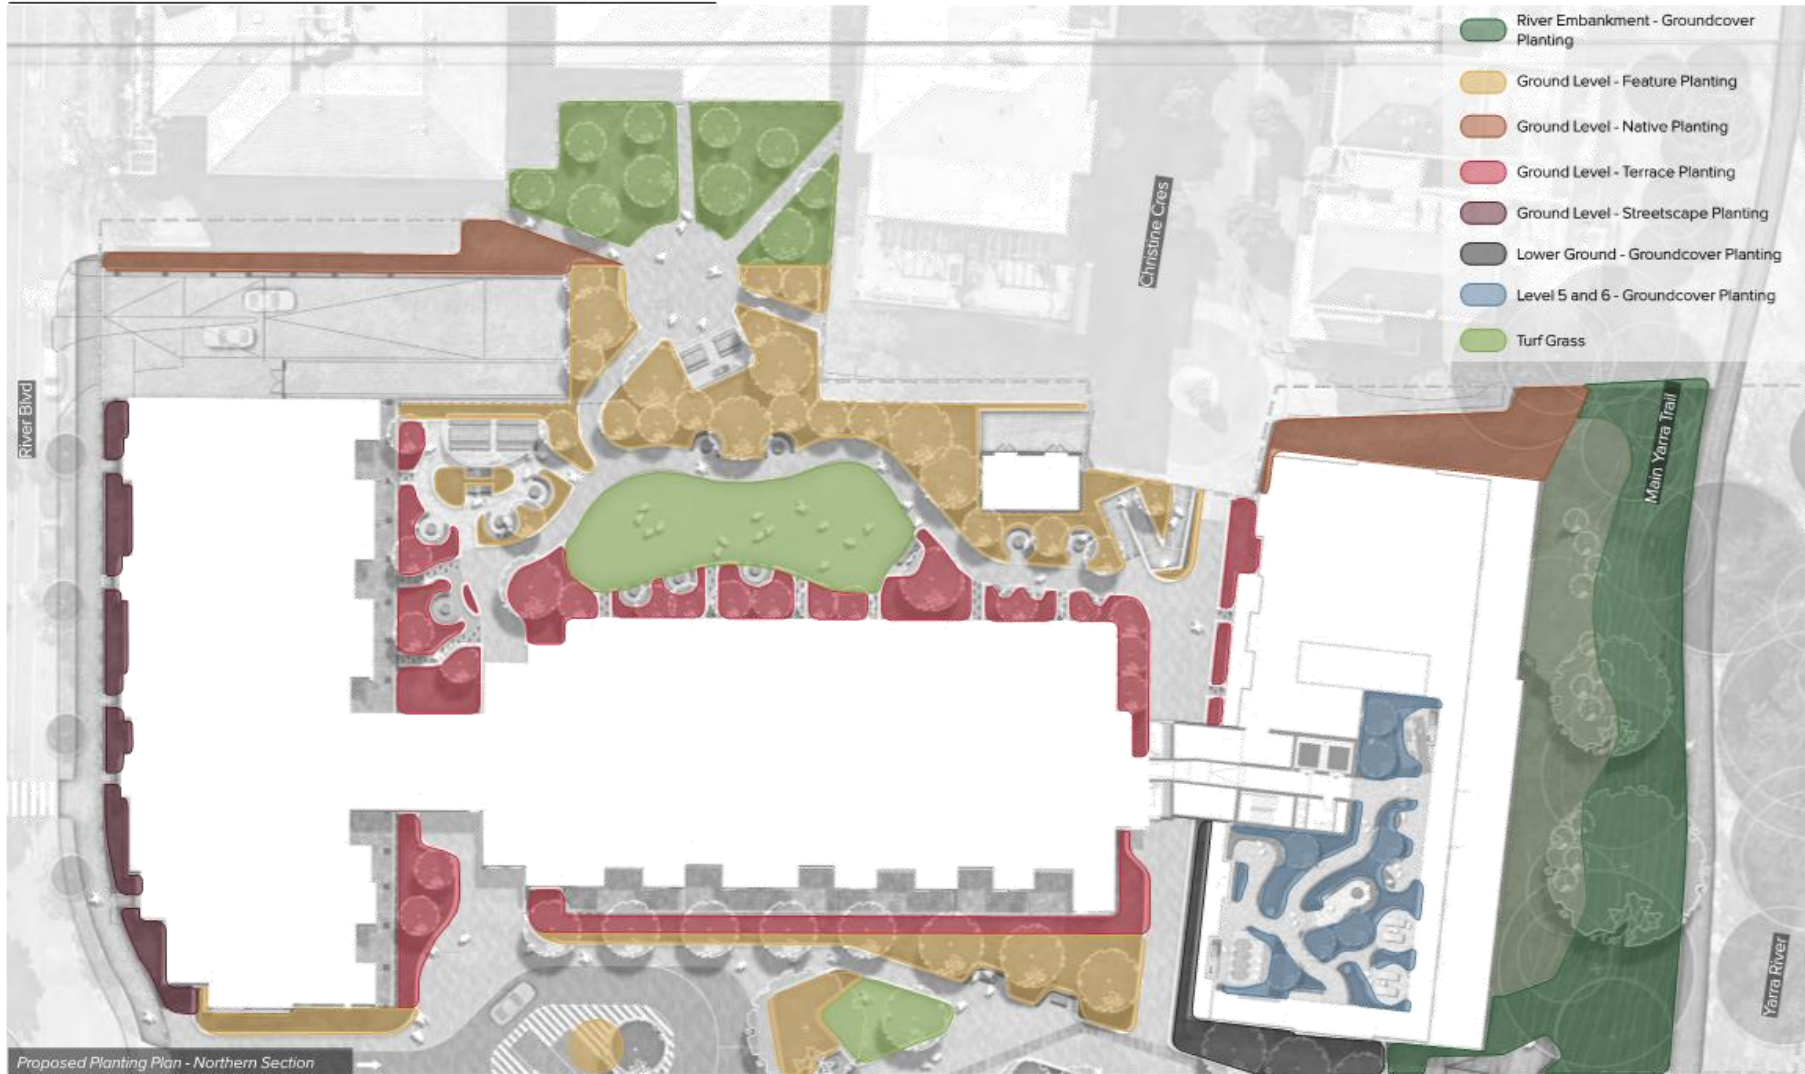 River Embankment - Groundcover
Planting
Ground Level - Feature Planting
Ground Level - Native Planting
Ground Level - Terrace Planting
Ground Level - Streetscape Planting
Lower Ground - Groundcover Planting
Level 5 and 6 - Groundcover Planting
Turf Grass
Christine Cres
River Blvd
Main Yarra Trail
Yarra River
Proposed Planting Plan - Northern Section